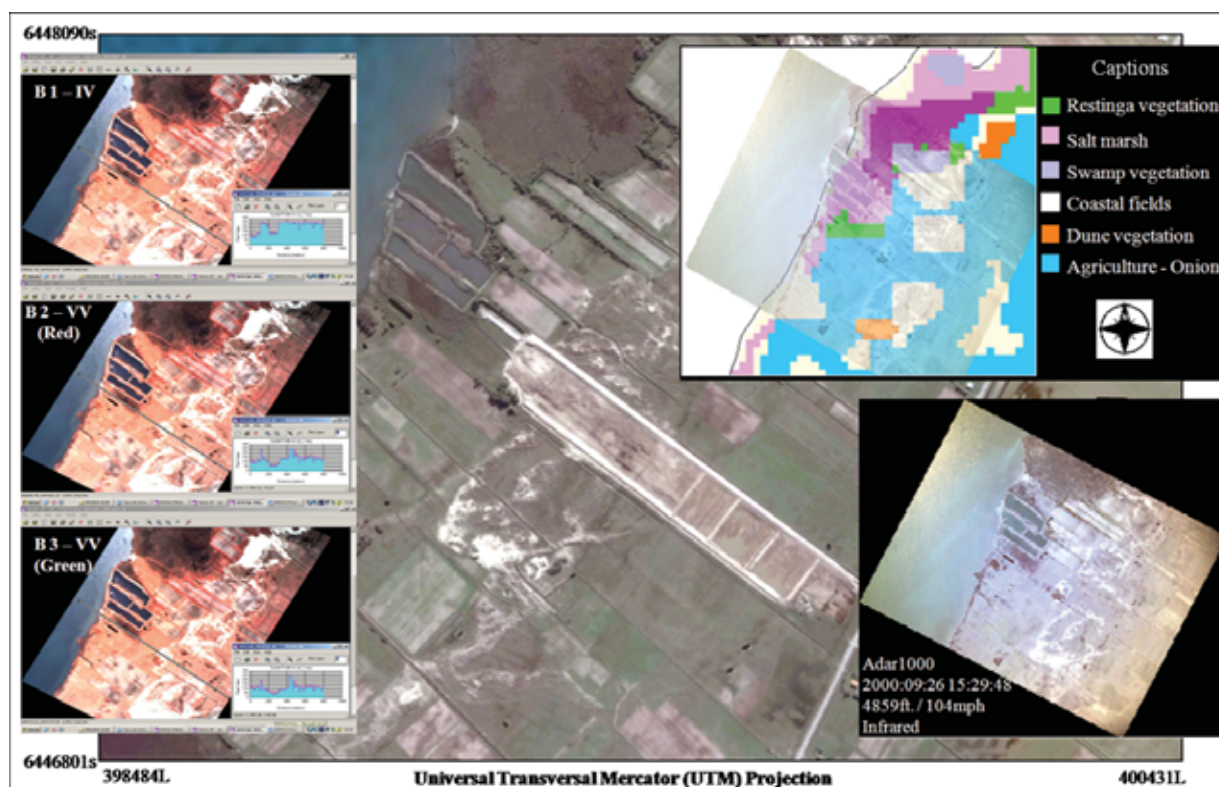 6448090s
B 1 – IV
B 2 – VV
(Red)
B 3 – VV
(Green)
Captions
Restinga vegetation
Salt marsh
Swamp vegetation
Coastal fields
Dune vegetation
Agriculture - Onion
Adar1000
2000:09:26 15:29:48
4859ft. / 104mph
Infrared
6446801s
398484L
Universal Transversal Mercator (UTM) Projection
400431L